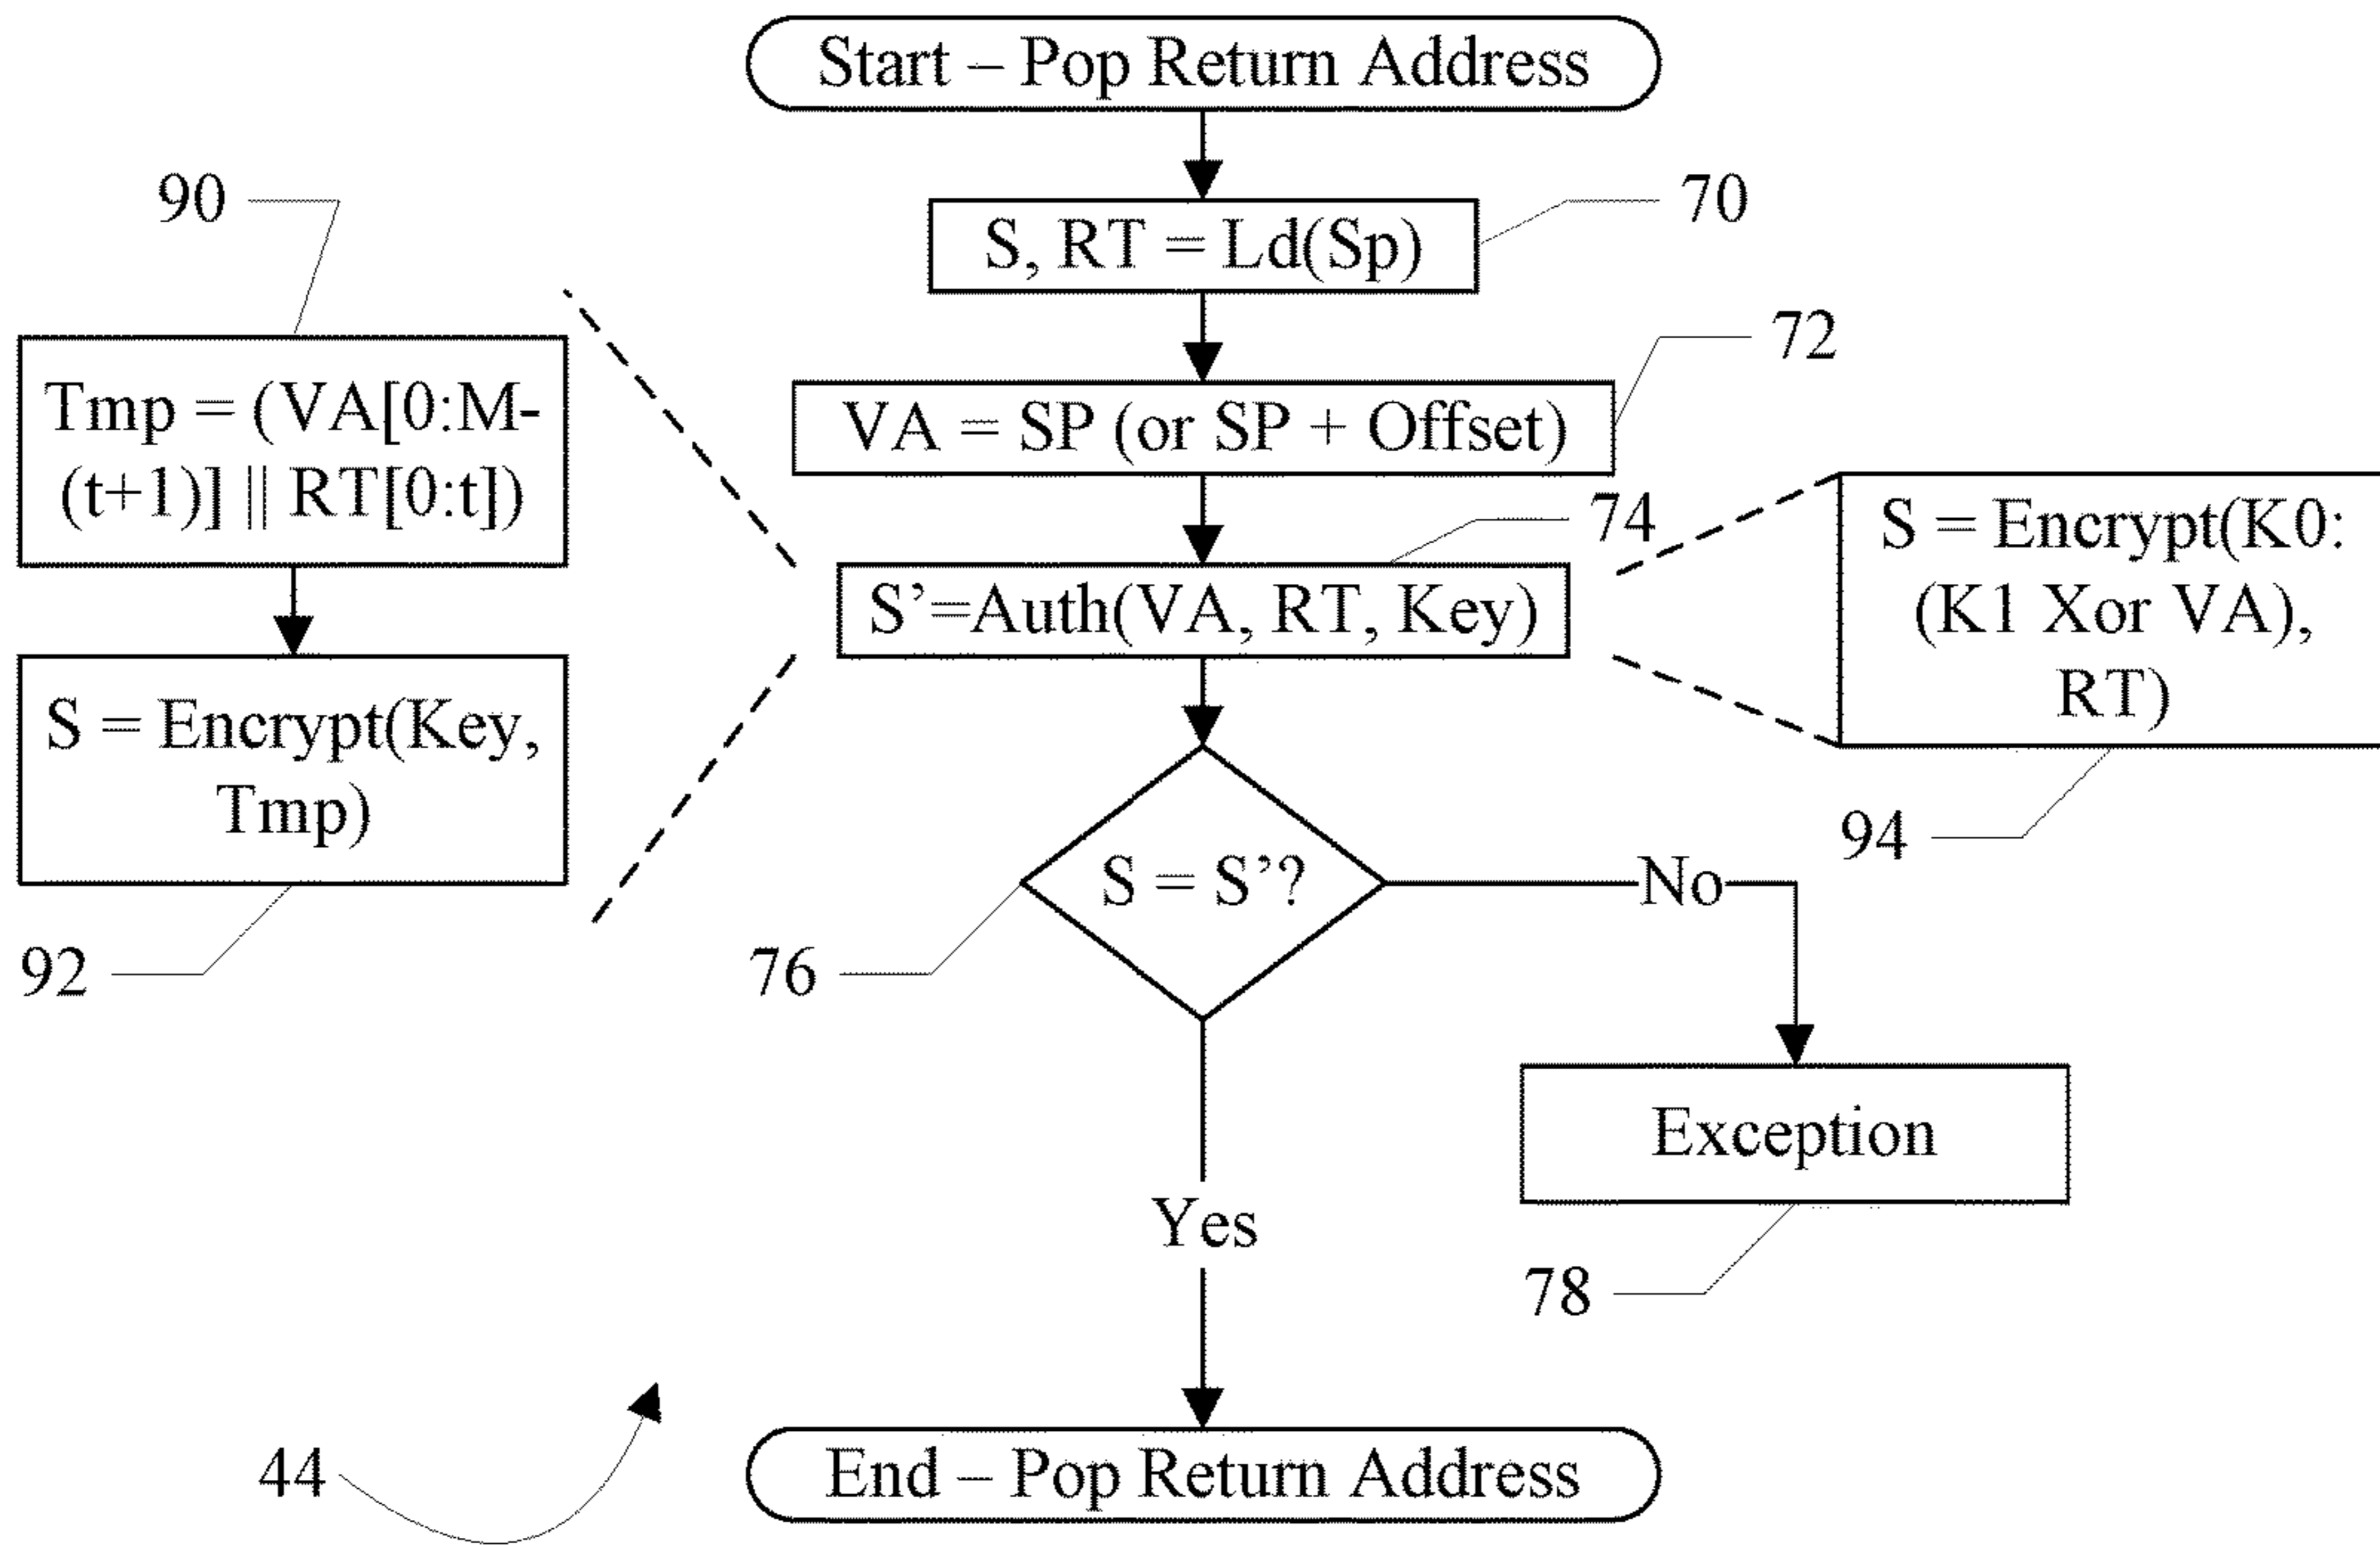 Start – Pop Return Address
90
70
S, RT = Ld(Sp)
72
Tmp = (VA[0:M-
(t+1)] || RT[0:t])
VA = SP (or SP + Offset)
74
S = Encrypt(K0:
(K1 Xor VA),
RT)
S’=Auth(VA, RT, Key)
S = Encrypt(Key,
Tmp)
94
S = S’?
No
92
76
Exception
Yes
78
44
End – Pop Return Address